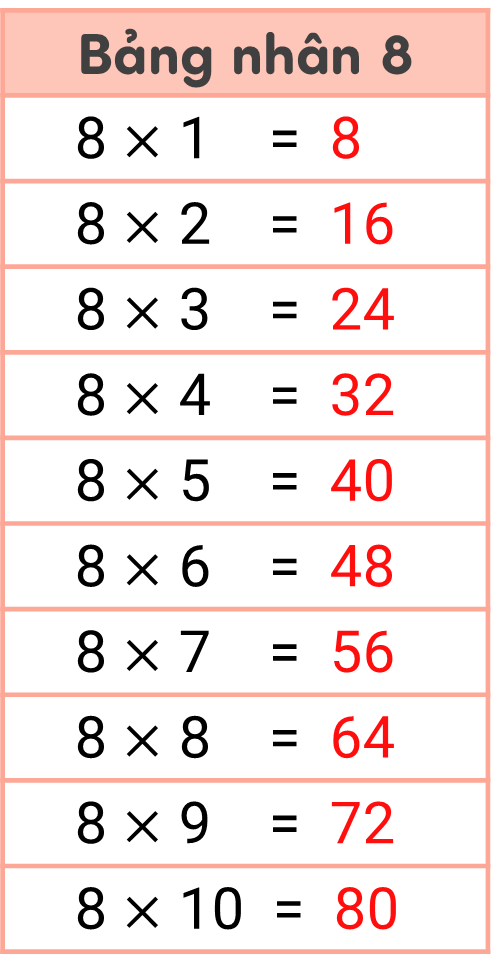 Bảng nhân 8
8 × 1 = 8
8 × 2 = 16
8 × 3 = 24
8 × 4 = 32
8 × 5 = 40
8 × 6 = 48
8 × 7 = 56
8 × 8 = 64
8 × 9 = 72
8 × 10 = 80